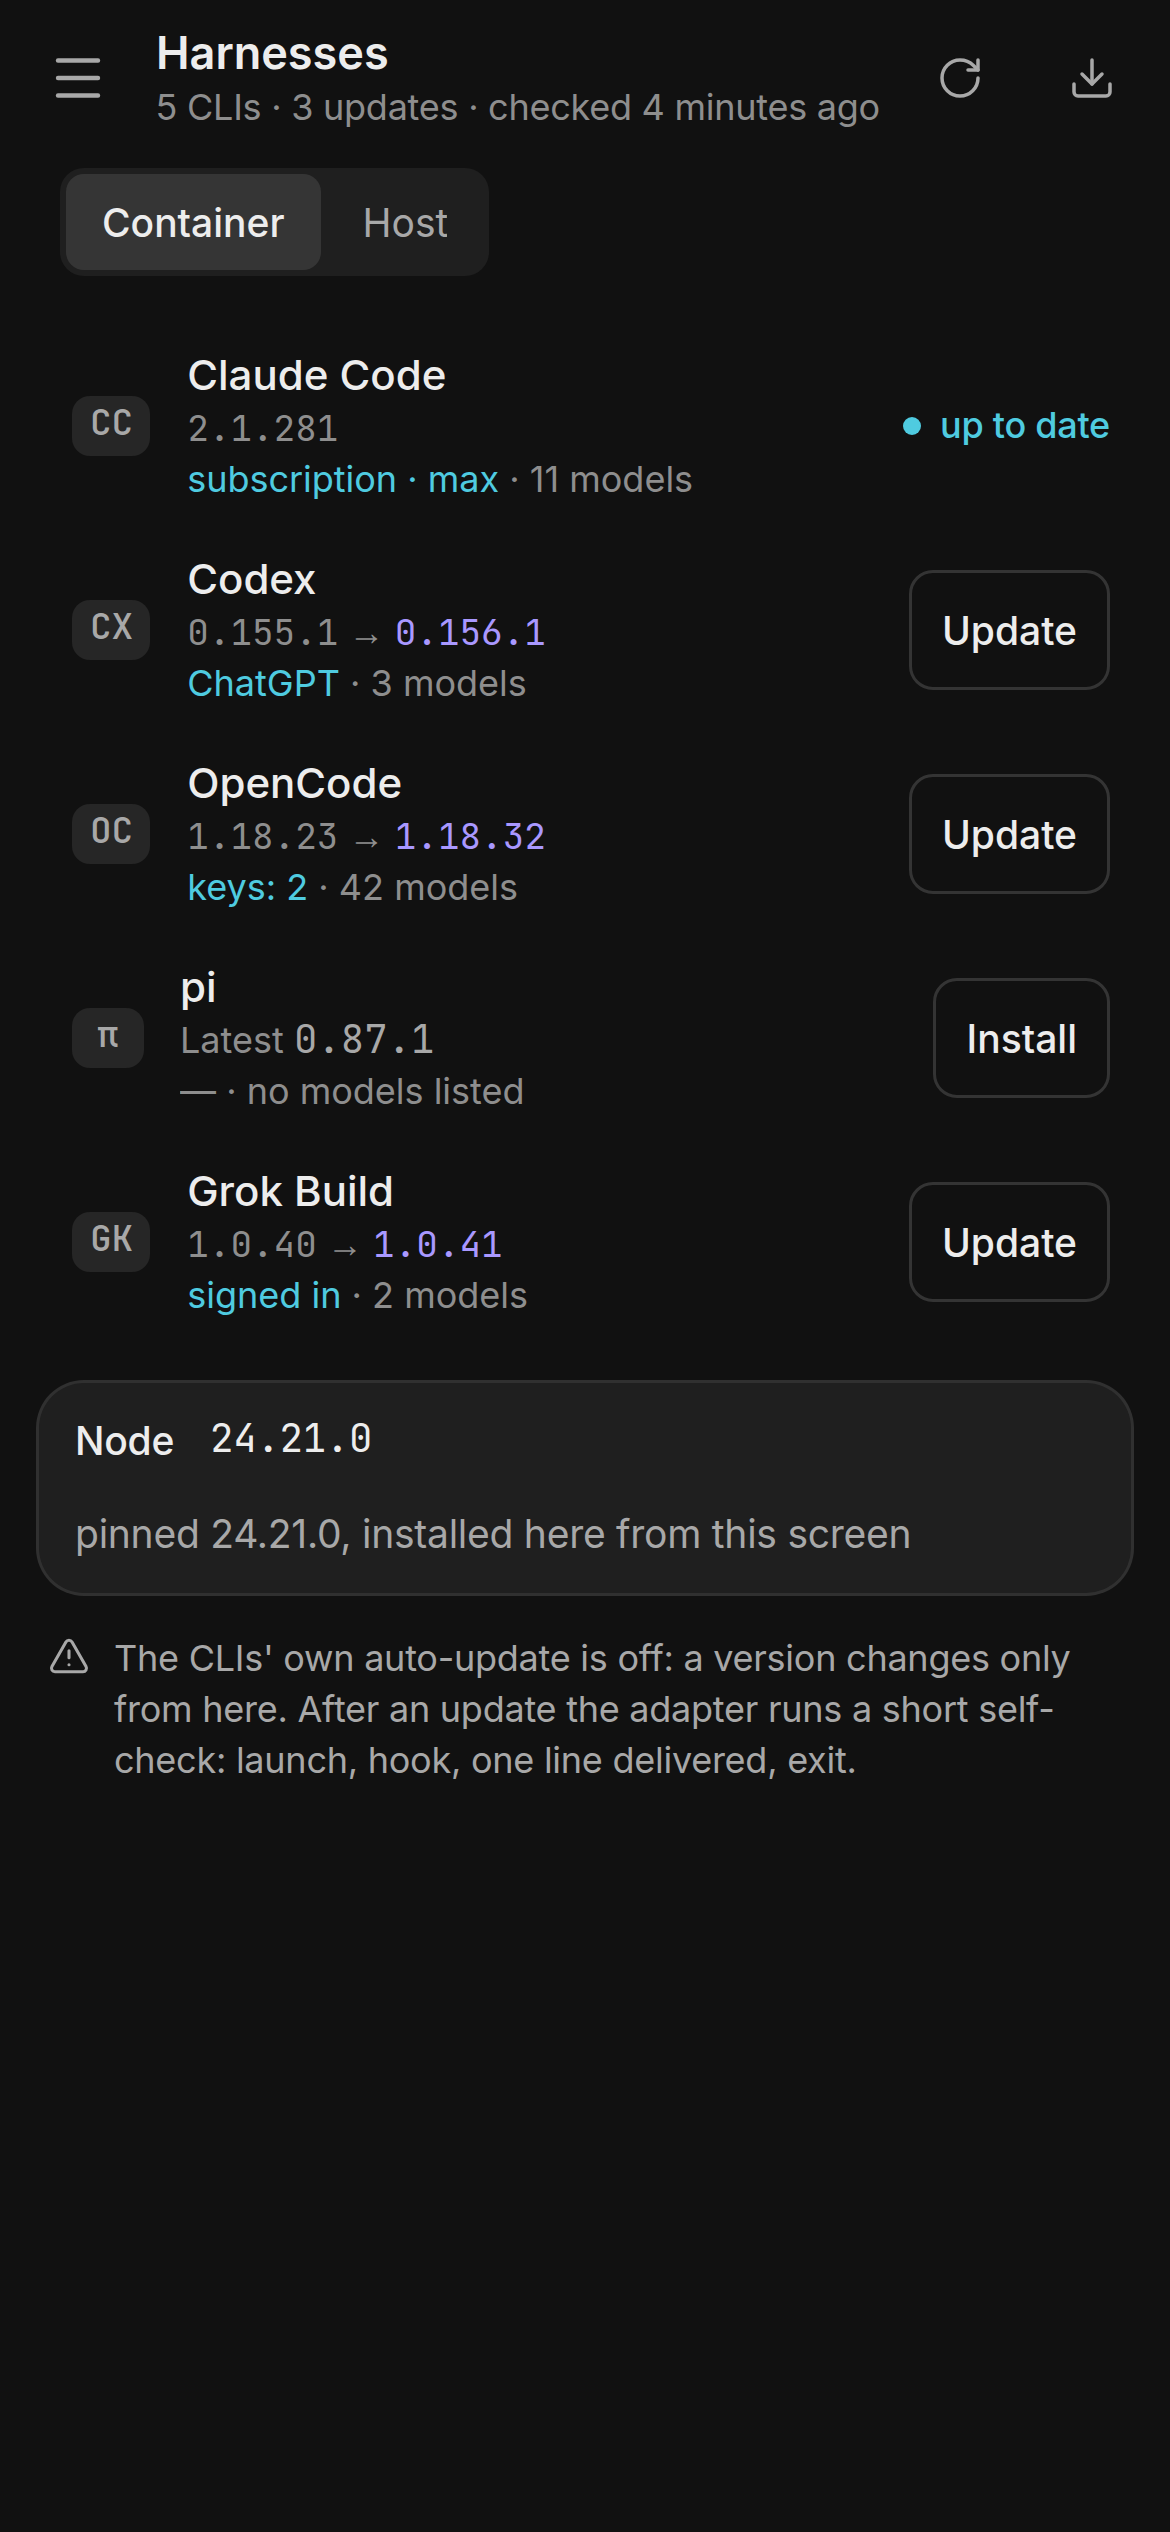 Harnesses
5 CLIs · 3 updates · checked 4 minutes ago
Container
Host
Claude Code
CC
2.1.281
up to date
subscription · max · 11 models
Codex
CX
0.155.1 → 0.156.1
Update
ChatGPT · 3 models
OpenCode
OC
1.18.23 → 1.18.32
Update
keys: 2 · 42 models
pi
π
Latest 0.87.1
Install
— · no models listed
Grok Build
GK
1.0.40 → 1.0.41
Update
signed in · 2 models
Node 24.21.0
pinned 24.21.0, installed here from this screen
The CLIs' own auto-update is off: a version changes only
from here. After an update the adapter runs a short self-
check: launch, hook, one line delivered, exit.